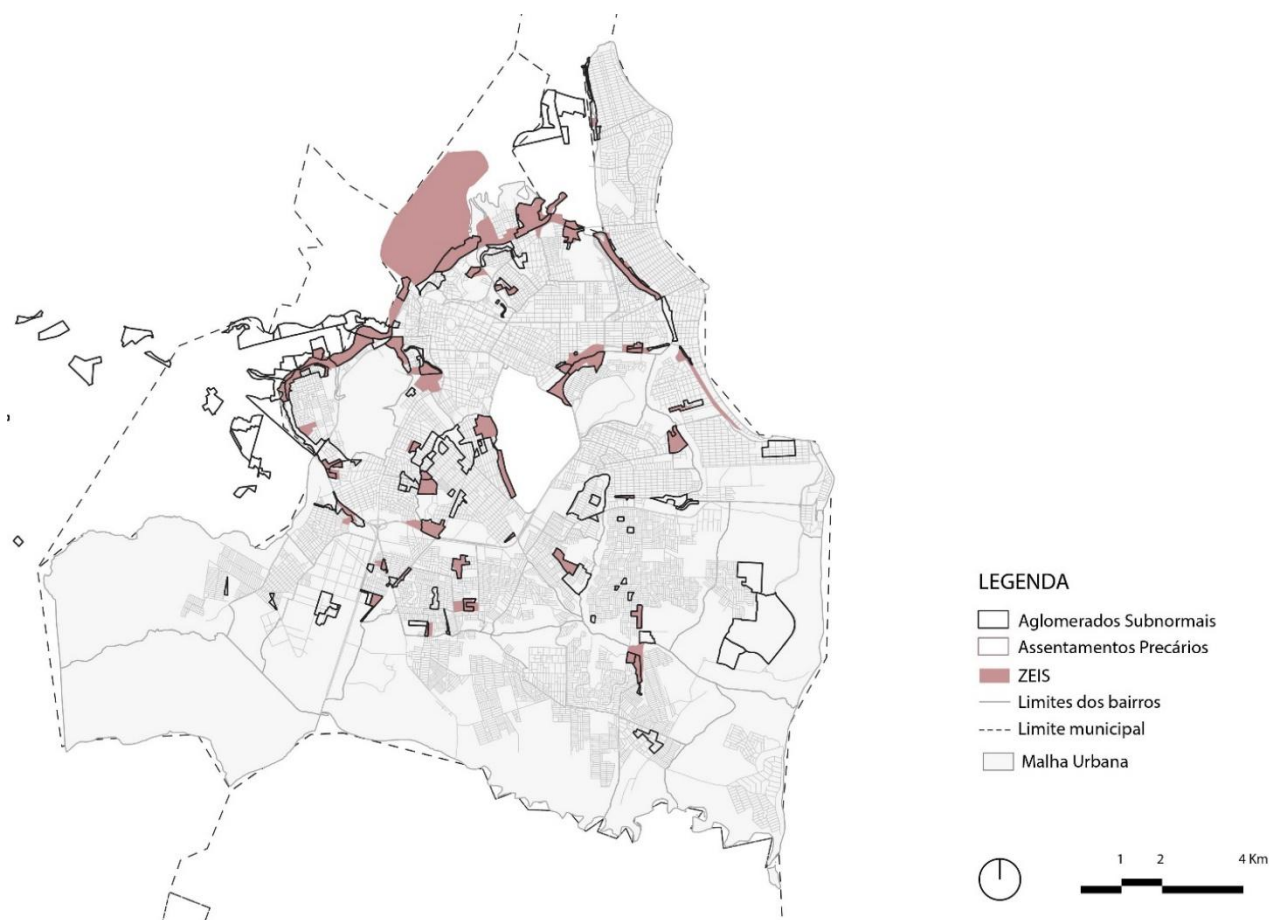 LEGENDA
Aglomerados Subnormais
Assentamentos Precários
ZEIS
Limites dos bairros
Limite municipal
Malha Urbana
1 2 4 Km